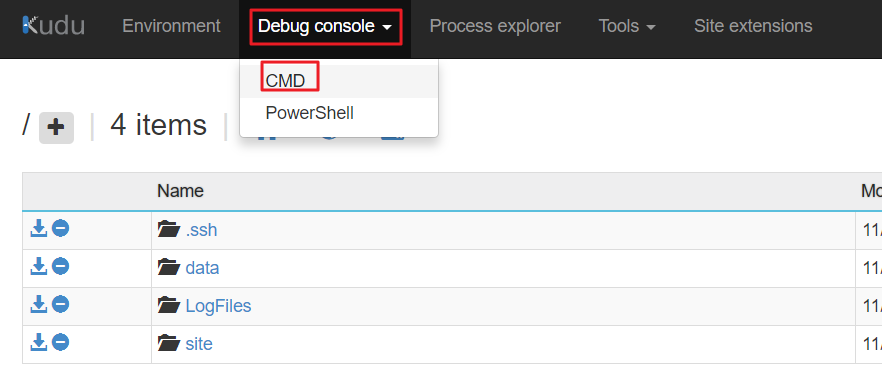 Kudu Environment Debug console Process explorer Tools Site extensions
CMD
PowerShell
/ + | 4 items |
Name Mo
.ssh 11/
data 11/
LogFiles 11/
site 11/